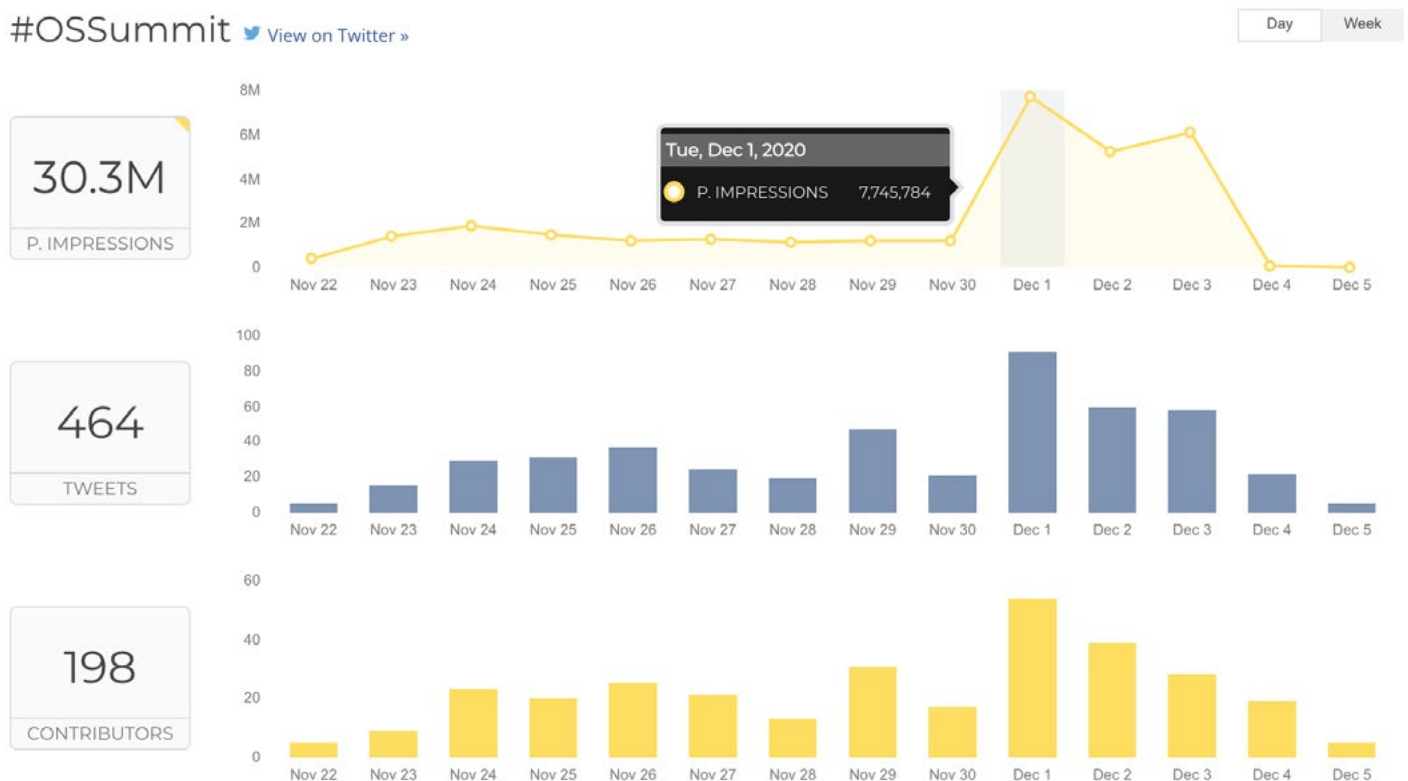 #OSSummit View on Twitter »
Day Week
30.3M
P. IMPRESSIONS
8M
6M
4M
2M
0
Tue, Dec 1, 2020
P. IMPRESSIONS 7,745,784
Nov 22 Nov 23 Nov 24 Nov 25 Nov 26 Nov 27 Nov 28 Nov 29 Nov 30 Dec 1 Dec 2 Dec 3 Dec 4 Dec 5
464
TWEETS
100
80
60
40
20
0
Nov 22 Nov 23 Nov 24 Nov 25 Nov 26 Nov 27 Nov 28 Nov 29 Nov 30 Dec 1 Dec 2 Dec 3 Dec 4 Dec 5
198
CONTRIBUTORS
60
40
20
0
Nov 22 Nov 23 Nov 24 Nov 25 Nov 26 Nov 27 Nov 28 Nov 29 Nov 30 Dec 1 Dec 2 Dec 3 Dec 4 Dec 5